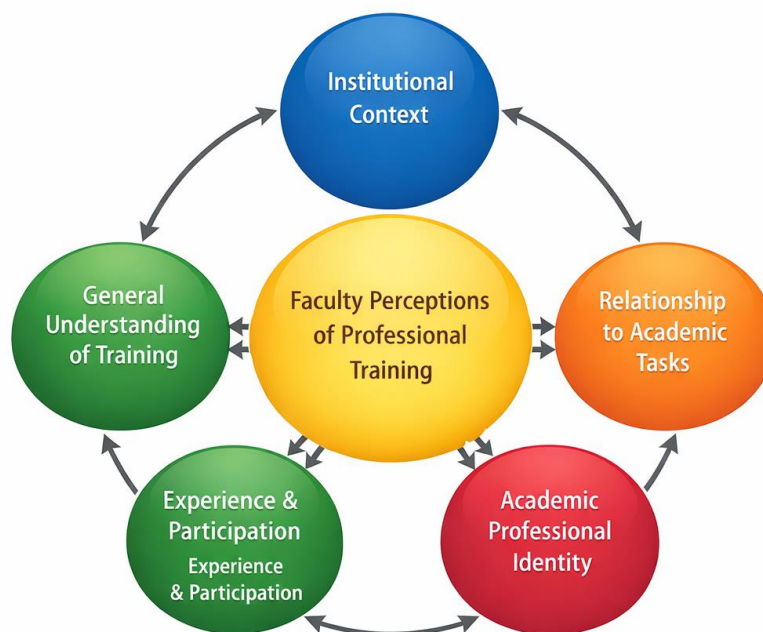 Institutional
Context
General
Understanding
of Training
Faculty Perceptions
of Professional
Training
Relationship
to Academic
Tasks
Experience &
Participation
Experience
& Participation
Academic
Professional
Identity